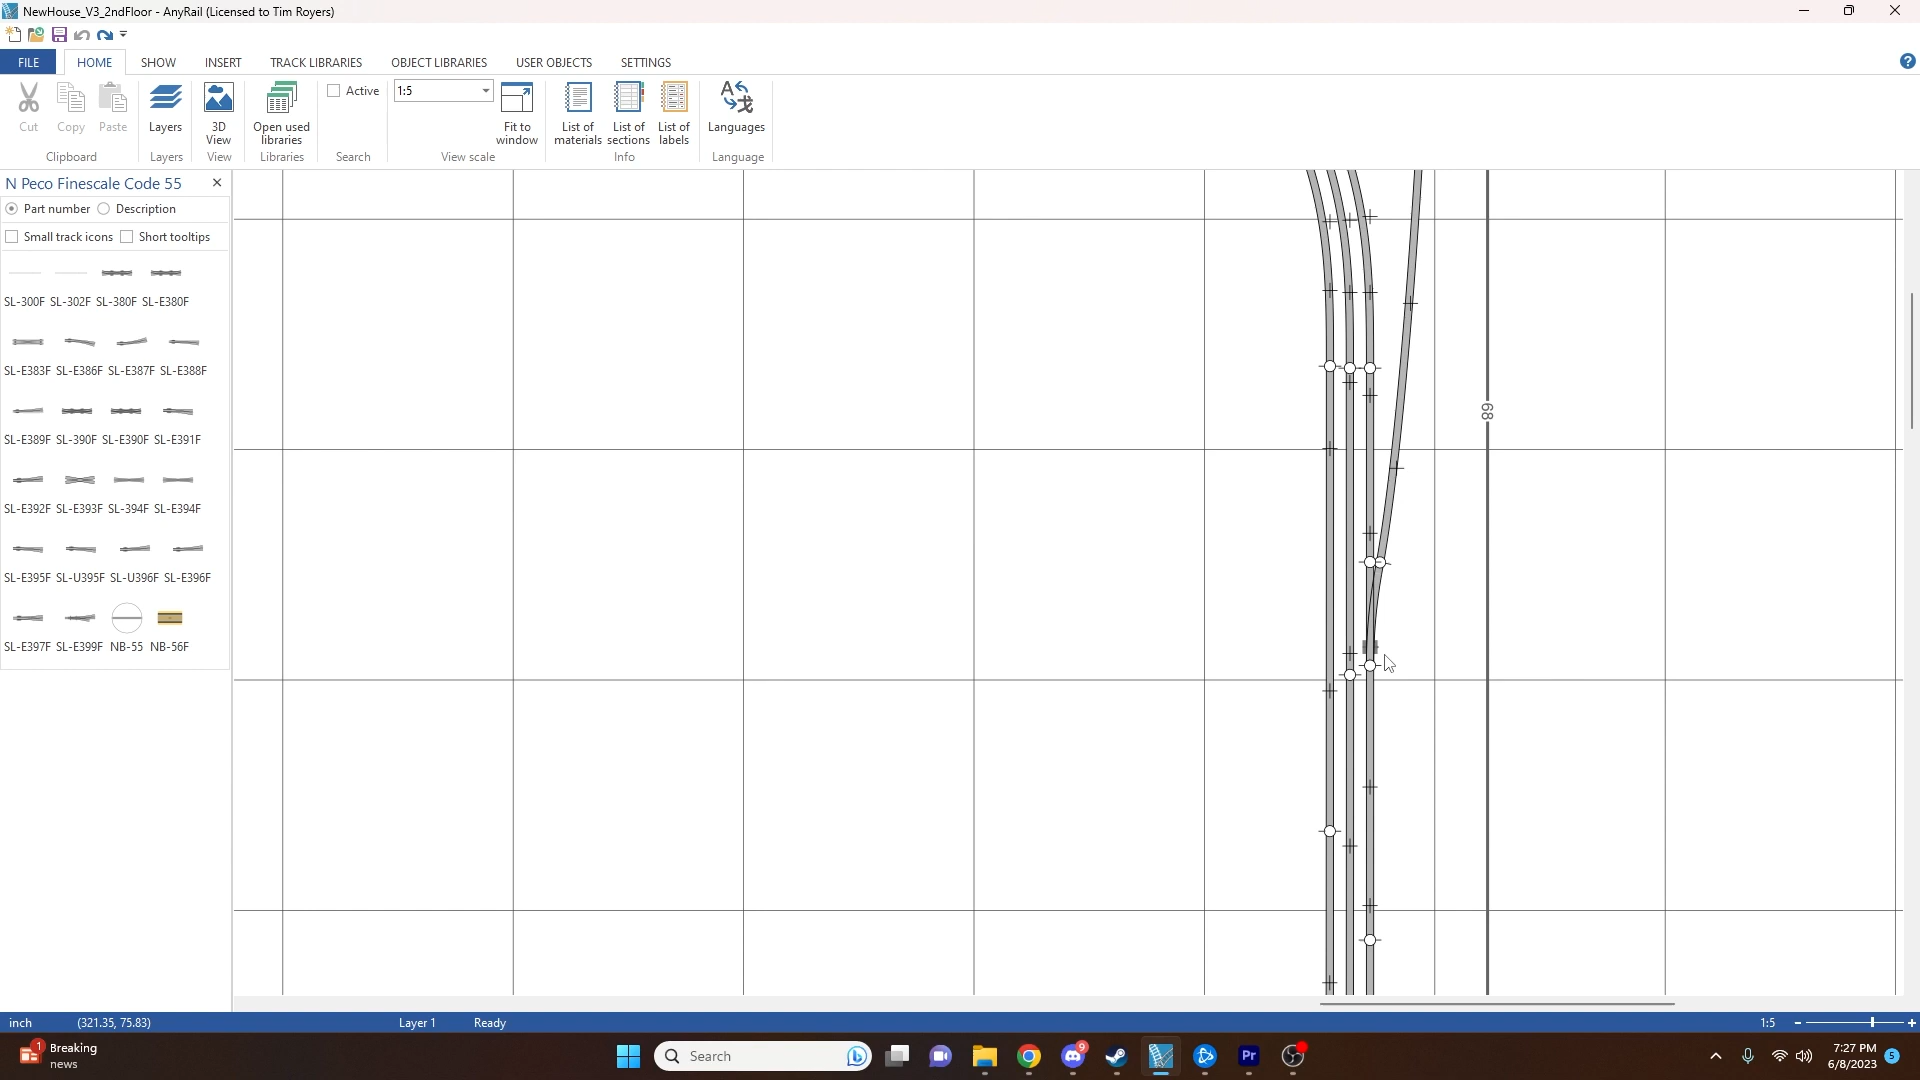 NewHouse_V3_2ndFloor - AnyRail (Licensed to Tim Royers)
FILE HOME SHOW INSERT TRACK LIBRARIES OBJECT LIBRARIES USER OBJECTS SETTINGS
Cut Copy Paste Layers 3D View Open used libraries Active 1:5 Fit to window List of materials List of sections List of labels Languages
Clipboard Layers View Libraries Search View scale Info Language
N Peco Finescale Code 55
Part number Description
Small track icons Short tooltips
SL-300F SL-302F SL-380F SL-E380F
SL-E383F SL-E386F SL-E387F SL-E388F
SL-E389F SL-390F SL-E390F SL-E391F
SL-E392F SL-E393F SL-394F SL-E394F
SL-E395F SL-U395F SL-U396F SL-E396F
SL-E397F SL-E399F NB-55 NB-56F
68
inch (321.35, 75.83) Layer 1 Ready 1:5
Breaking
news
1
Search
9
Pr
7:27 PM
6/8/2023
5